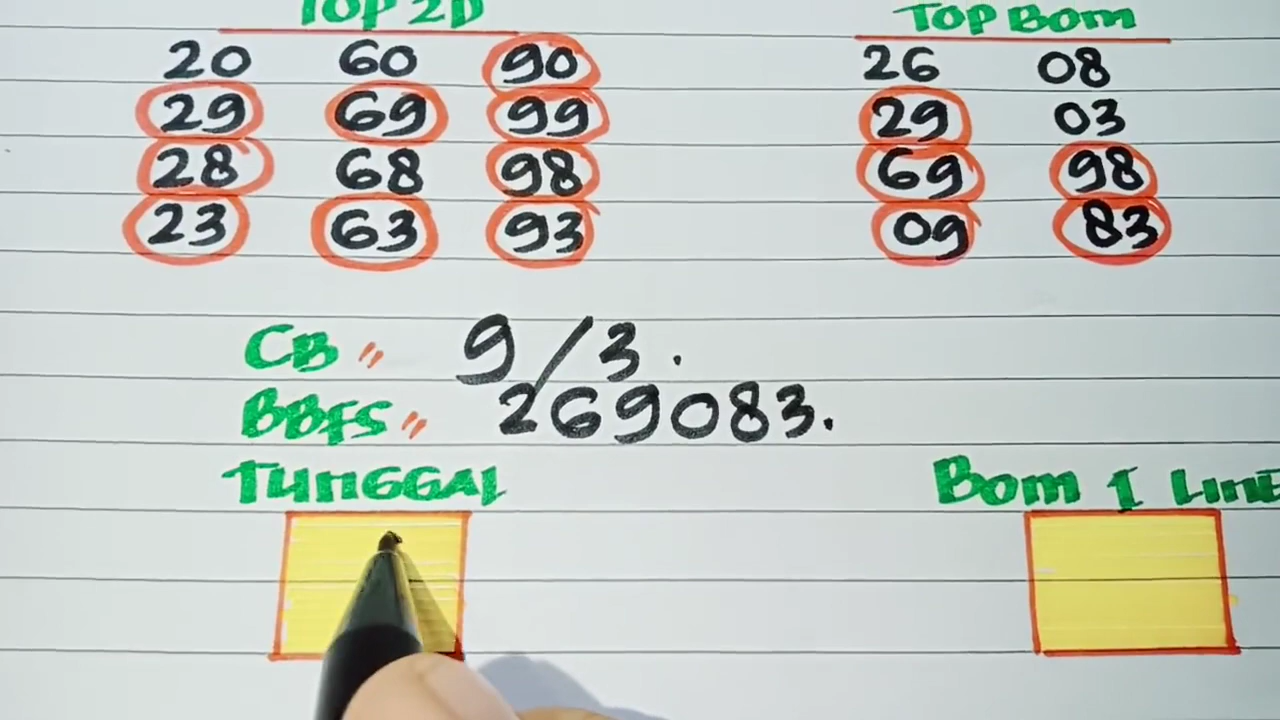 TOP 2D TOP BOM
20 60 90 26 08
29 69 99 29 03
28 68 98 69 98
23 63 93 09 83
CB " 9/3.
BBFS " 269083.
TUNGGAL BOM I LINE